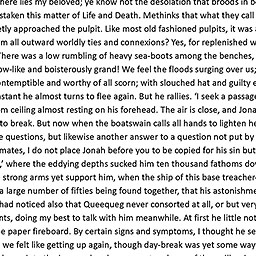 here lies my beloved; ye know not the desolation that broods in b
staken this matter of Life and Death. Methinks that what they call
etly approached the pulpit. Like most old fashioned pulpits, it was a
m all outward worldly ties and connexions? Yes, for replenished w
There was a low rumbling of heavy sea-boots among the benches,
ow-like and boisterously grand! We feel the floods surging over us;
ontemptible and worthy of all scorn; with slouched hat and guilty e
stant he almost turns to flee again. But he rallies. 'I seek a passage
em ceiling almost resting on his forehead. The air is close, and Jona
to break. But now when the boatswain calls all hands to lighten he
e questions, but likewise another answer to a question not put by
mates, I do not place Jonah before you to be copied for his sin but
,' where the eddying depths sucked him ten thousand fathoms do
strong arms yet support him, when the ship of this base treacher
a large number of fifties being found together, that his astonishme
had noticed also that Queequeg never consorted at all, or but very
nts, doing my best to talk with him meanwhile. At first he little not
e paper fireboard. By certain signs and symptoms, I thought he se
we felt like getting up again, though day-break was yet some way